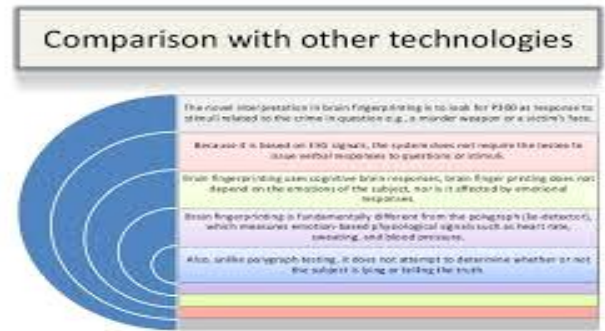 Comparison with other technologies
The novel interpretation in brain fingerprinting is to look for P300 as response to
stimuli related to the crime in question e.g., a murder weapon or a victim's face.
Because it is based on EEG signals, the system does not require the testee to
issue verbal responses to questions or stimuli.
Brain fingerprinting uses cognitive brain responses, brain finger printing does not
depend on the emotions of the subject, nor is it affected by emotional
responses.
Brain fingerprinting is fundamentally different from the polygraph (lie-detector),
which measures emotion-based physiological signals such as heart rate,
sweating, and blood pressure.
Also, unlike polygraph testing, it does not attempt to determine whether or not
the subject is lying or telling the truth.